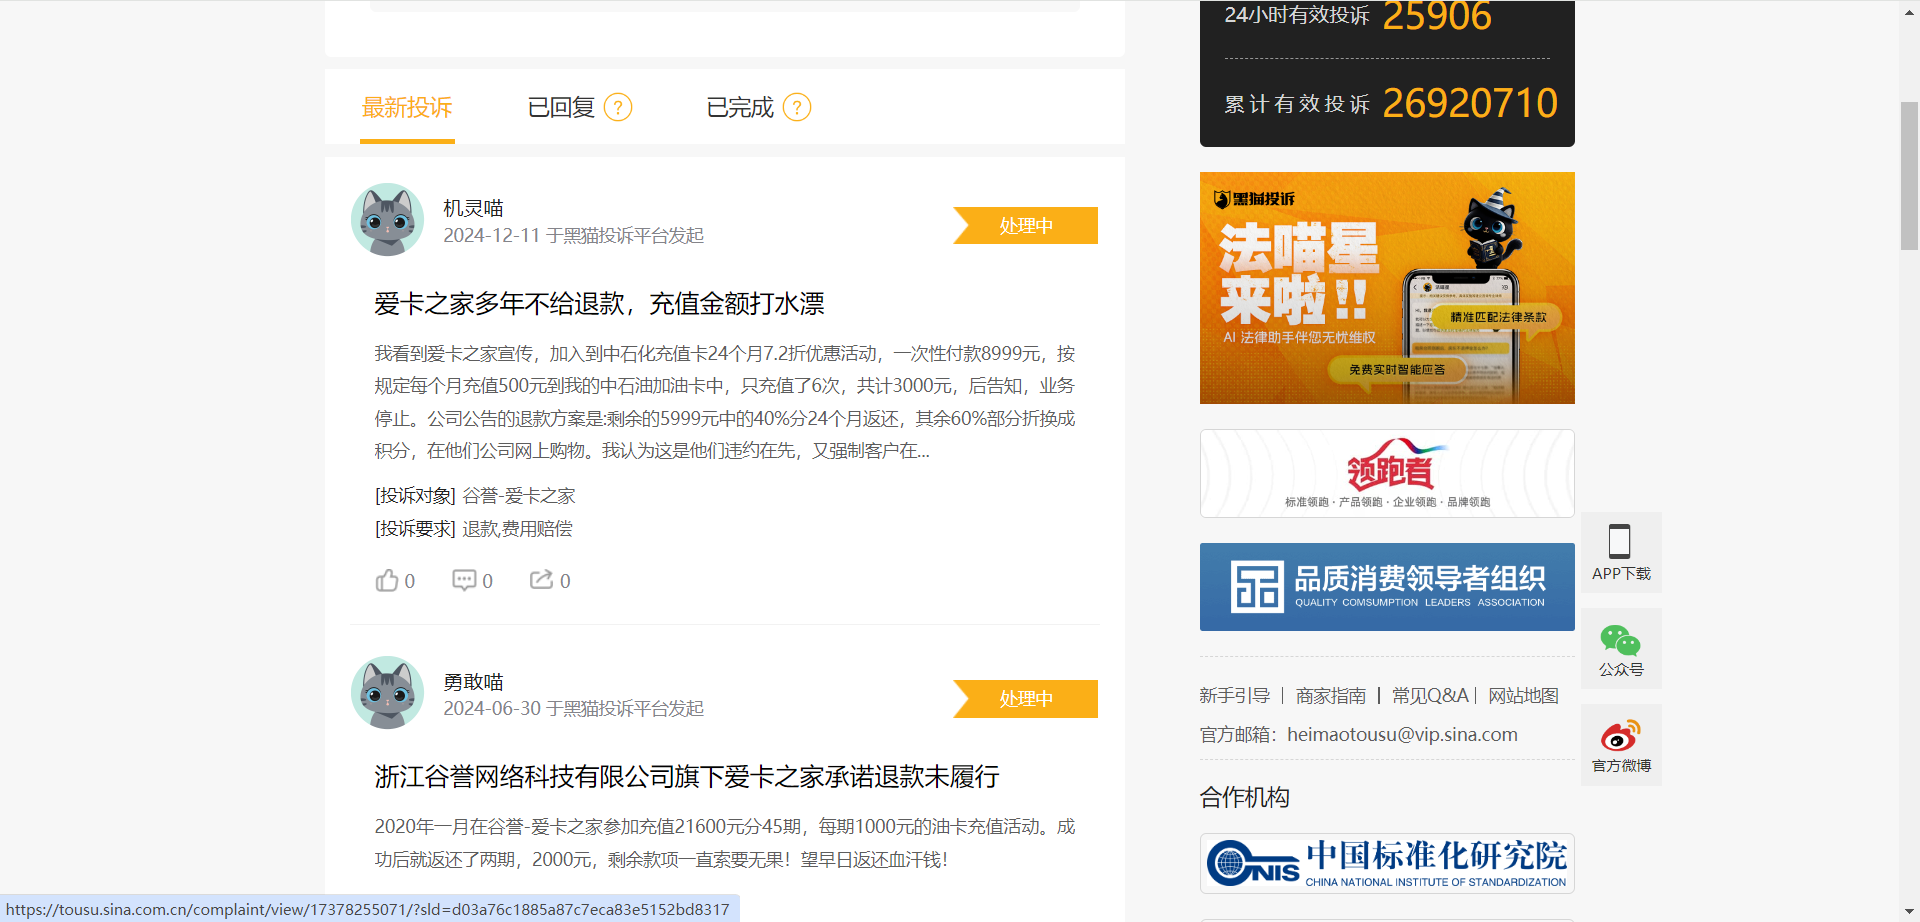 最新投诉
已回复 ?
已完成 ?
机灵喵
2024-12-11 于黑猫投诉平台发起
处理中
爱卡之家多年不给退款，充值金额打水漂
我看到爱卡之家宣传，加入到中石化充值卡24个月7.2折优惠活动，一次性付款8999元，按
规定每个月充值500元到我的中石油加油卡中，只充值了6次，共计3000元，后告知，业务
停止。公司公告的退款方案是:剩余的5999元中的40%分24个月返还，其余60%部分折换成
积分，在他们公司网上购物。我认为这是他们违约在先，又强制客户在...
[投诉对象] 谷誉-爱卡之家
[投诉要求] 退款,费用赔偿
0
0
0
勇敢喵
2024-06-30 于黑猫投诉平台发起
处理中
浙江谷誉网络科技有限公司旗下爱卡之家承诺退款未履行
2020年一月在谷誉-爱卡之家参加充值21600元分45期，每期1000元的油卡充值活动。成
功后就返还了两期，2000元，剩余款项一直索要无果！望早日返还血汗钱！
https://tousu.sina.com.cn/complaint/view/17378255071/?sld=d03a76c1885a87c7eca83e5152bd8317
24小时有效投诉 25906
累计有效投诉 26920710
黑猫投诉
法喵星
来啦!!
AI 法律助手伴您无忧维权
精准匹配法律条款
免费实时智能应答
领跑者
标准领跑·产品领跑·企业领跑·品牌领跑
品质消费领导者组织
QUALITY COMSUMPTION LEADERS ASSOCIATION
新手引导 | 商家指南 | 常见Q&A | 网站地图
官方邮箱：heimaotousu@vip.sina.com
合作机构
CNIS
中国标准化研究院
CHINA NATIONAL INSTITUTE OF STANDARDIZATION
APP下载
公众号
官方微博